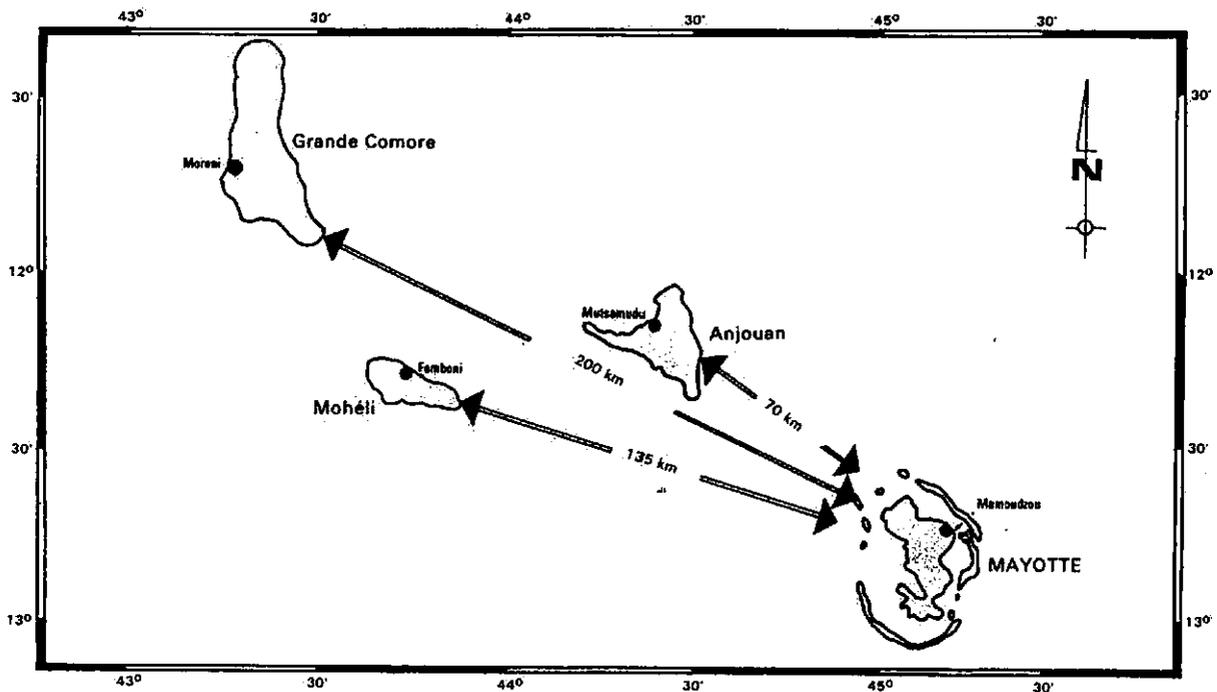 43° 30' 44° 30' 45° 30'
30' 30'
Grande Comore
Moroni
N
12° 12°
Mutsamudu
Anjouan
200 km
Fomboni
70 km
Mohéli
30' 30'
135 km
Mamoudzou
MAYOTTE
13° 13°
43° 30' 44° 30' 45° 30'